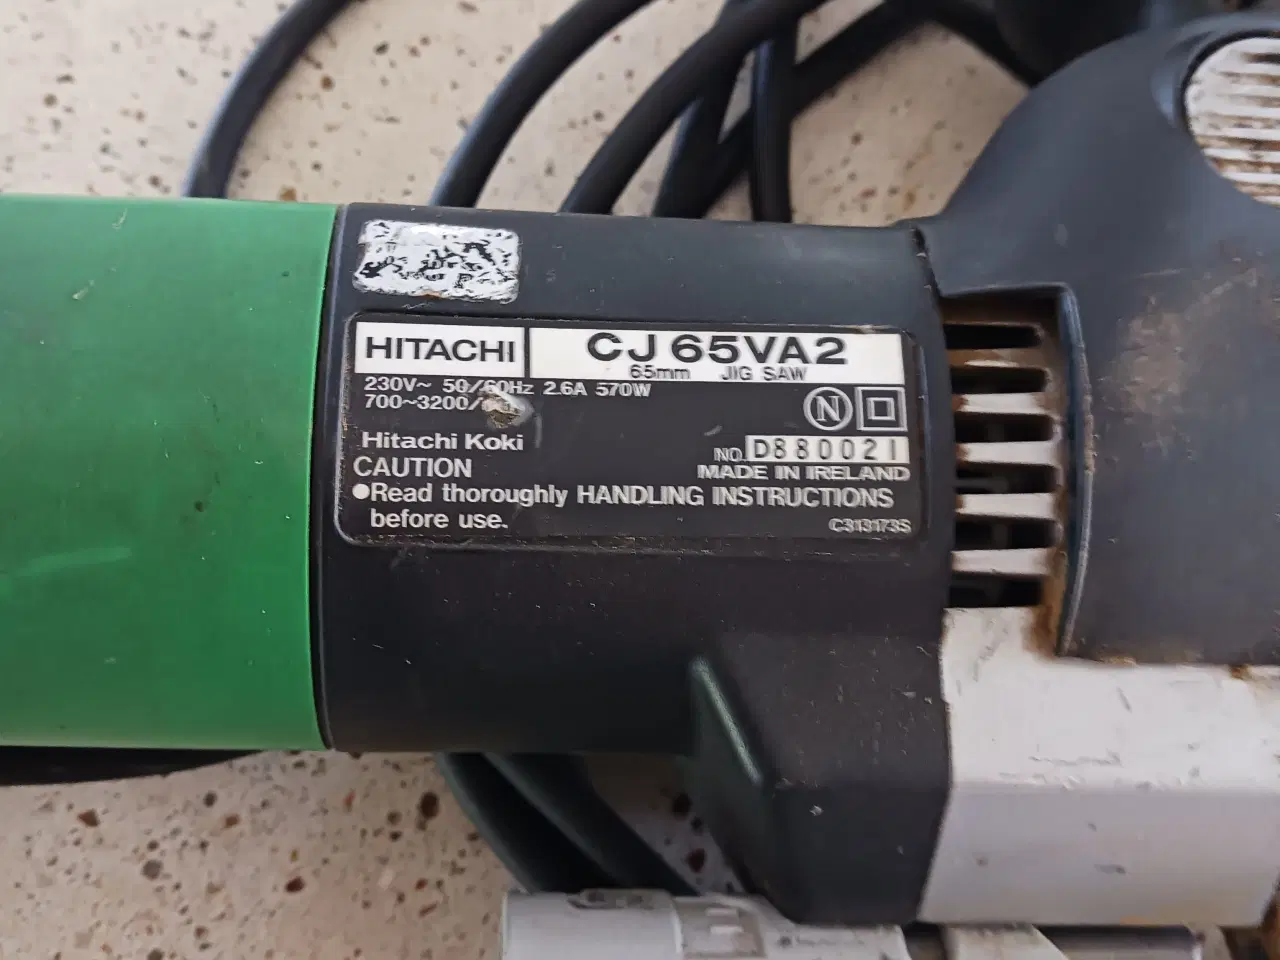 HITACHI
CJ 65VA2
65mm JIG SAW
230V~ 50/60Hz 2.6A 570W
700~3200/
N
Hitachi Koki
NO. D880021
CAUTION
MADE IN IRELAND
●Read thoroughly HANDLING INSTRUCTIONS
before use.
C313173S